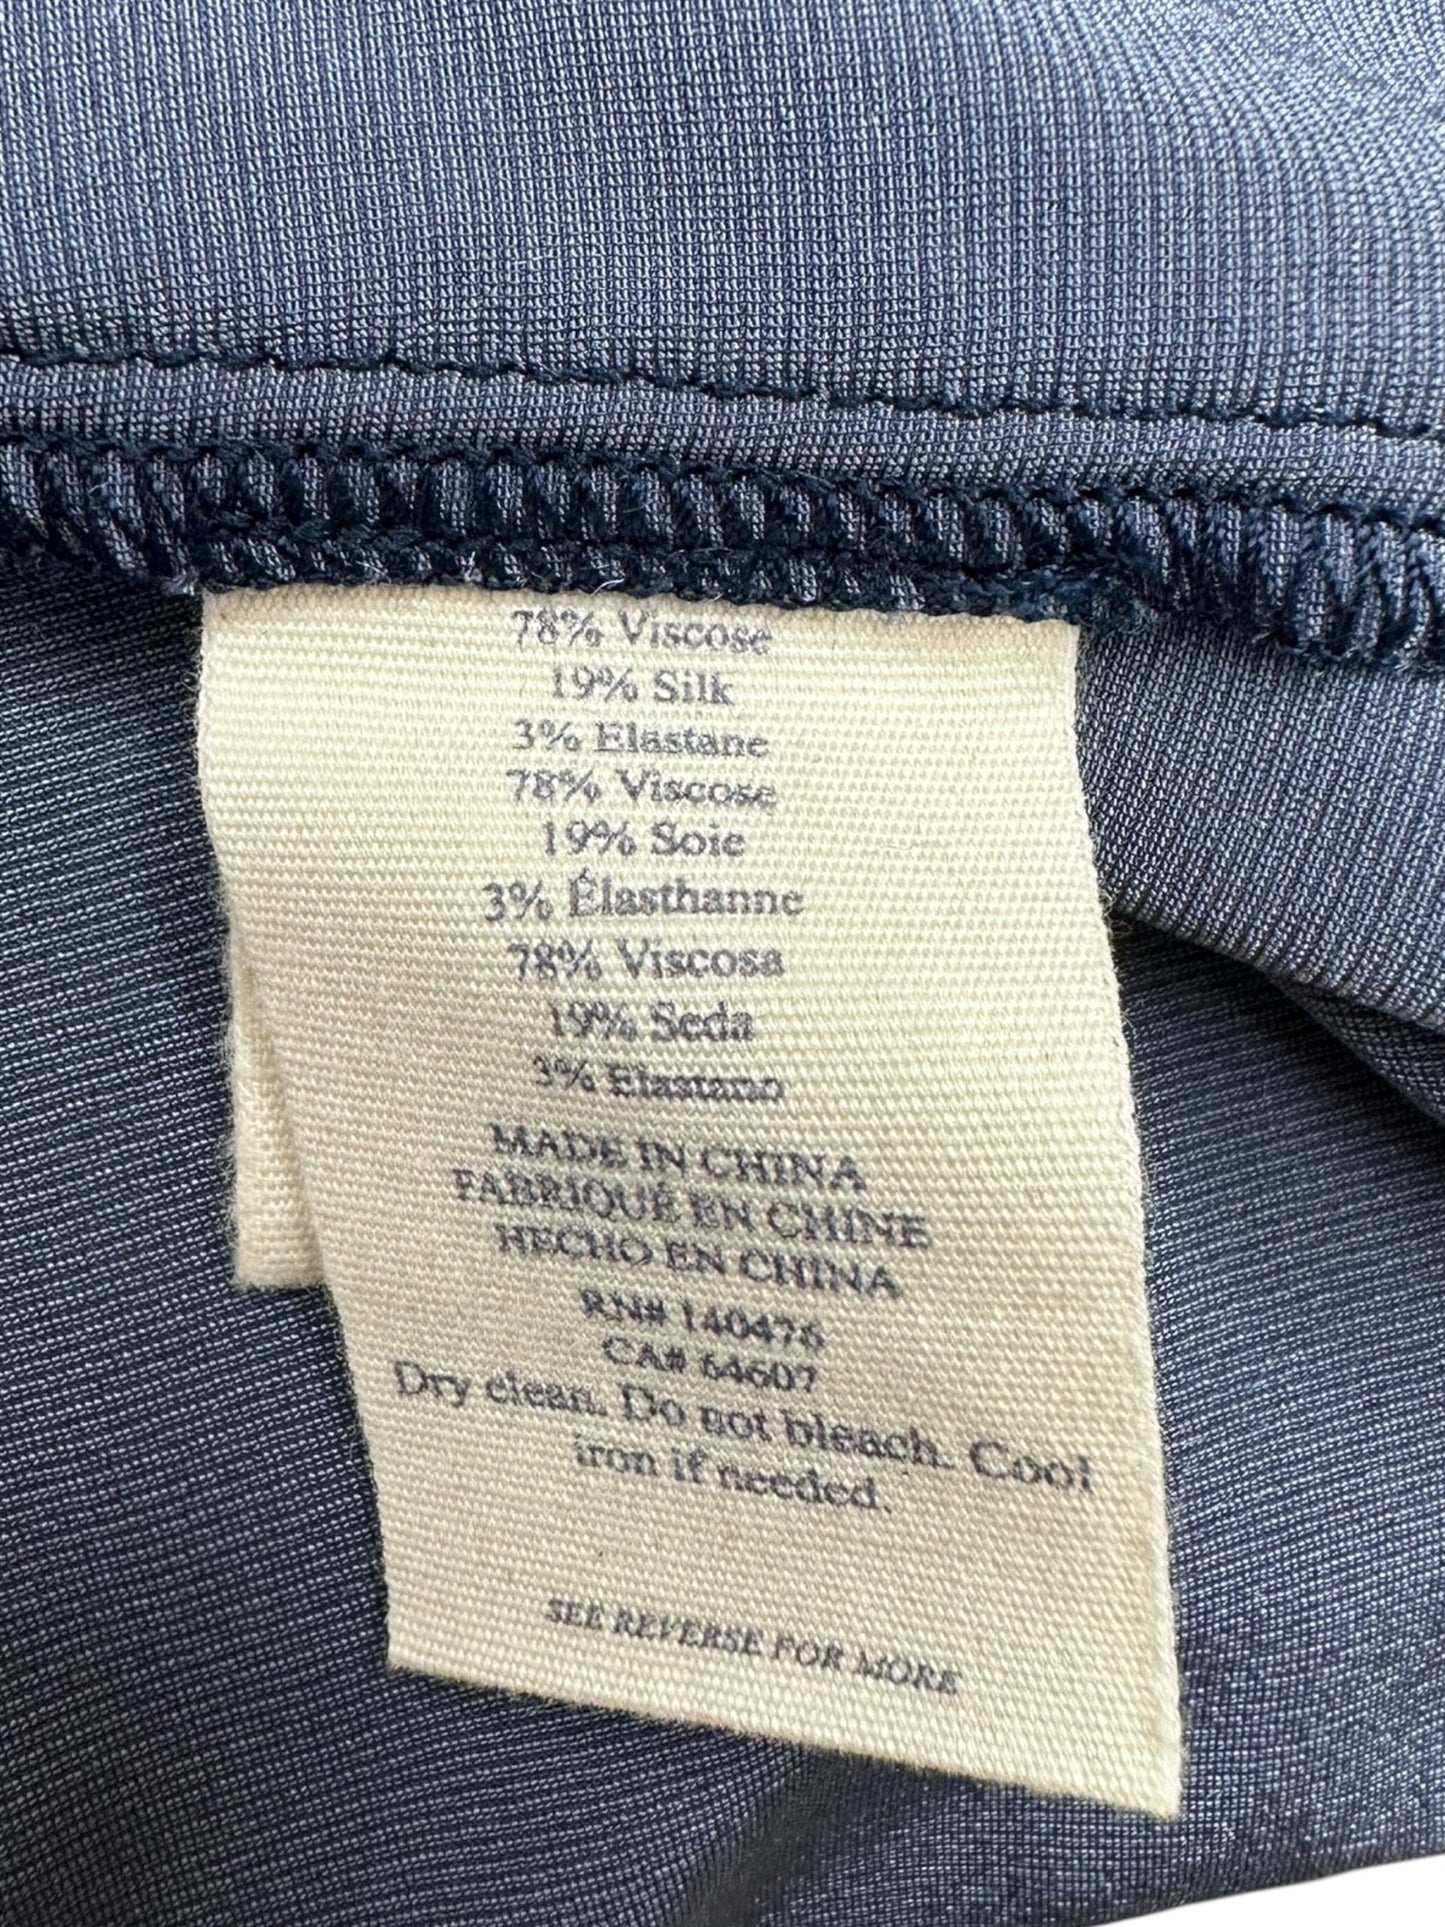 78% Viscose
19% Silk
3% Elastane
78% Viscose
19% Soie
3% Élasthanne
78% Viscosa
19% Seda
3% Elastano
MADE IN CHINA
FABRIQUÉ EN CHINE
HECHO EN CHINA
RN# 140476
CA# 64607
Dry clean. Do not bleach. Cool
iron if needed.
SEE REVERSE FOR MORE